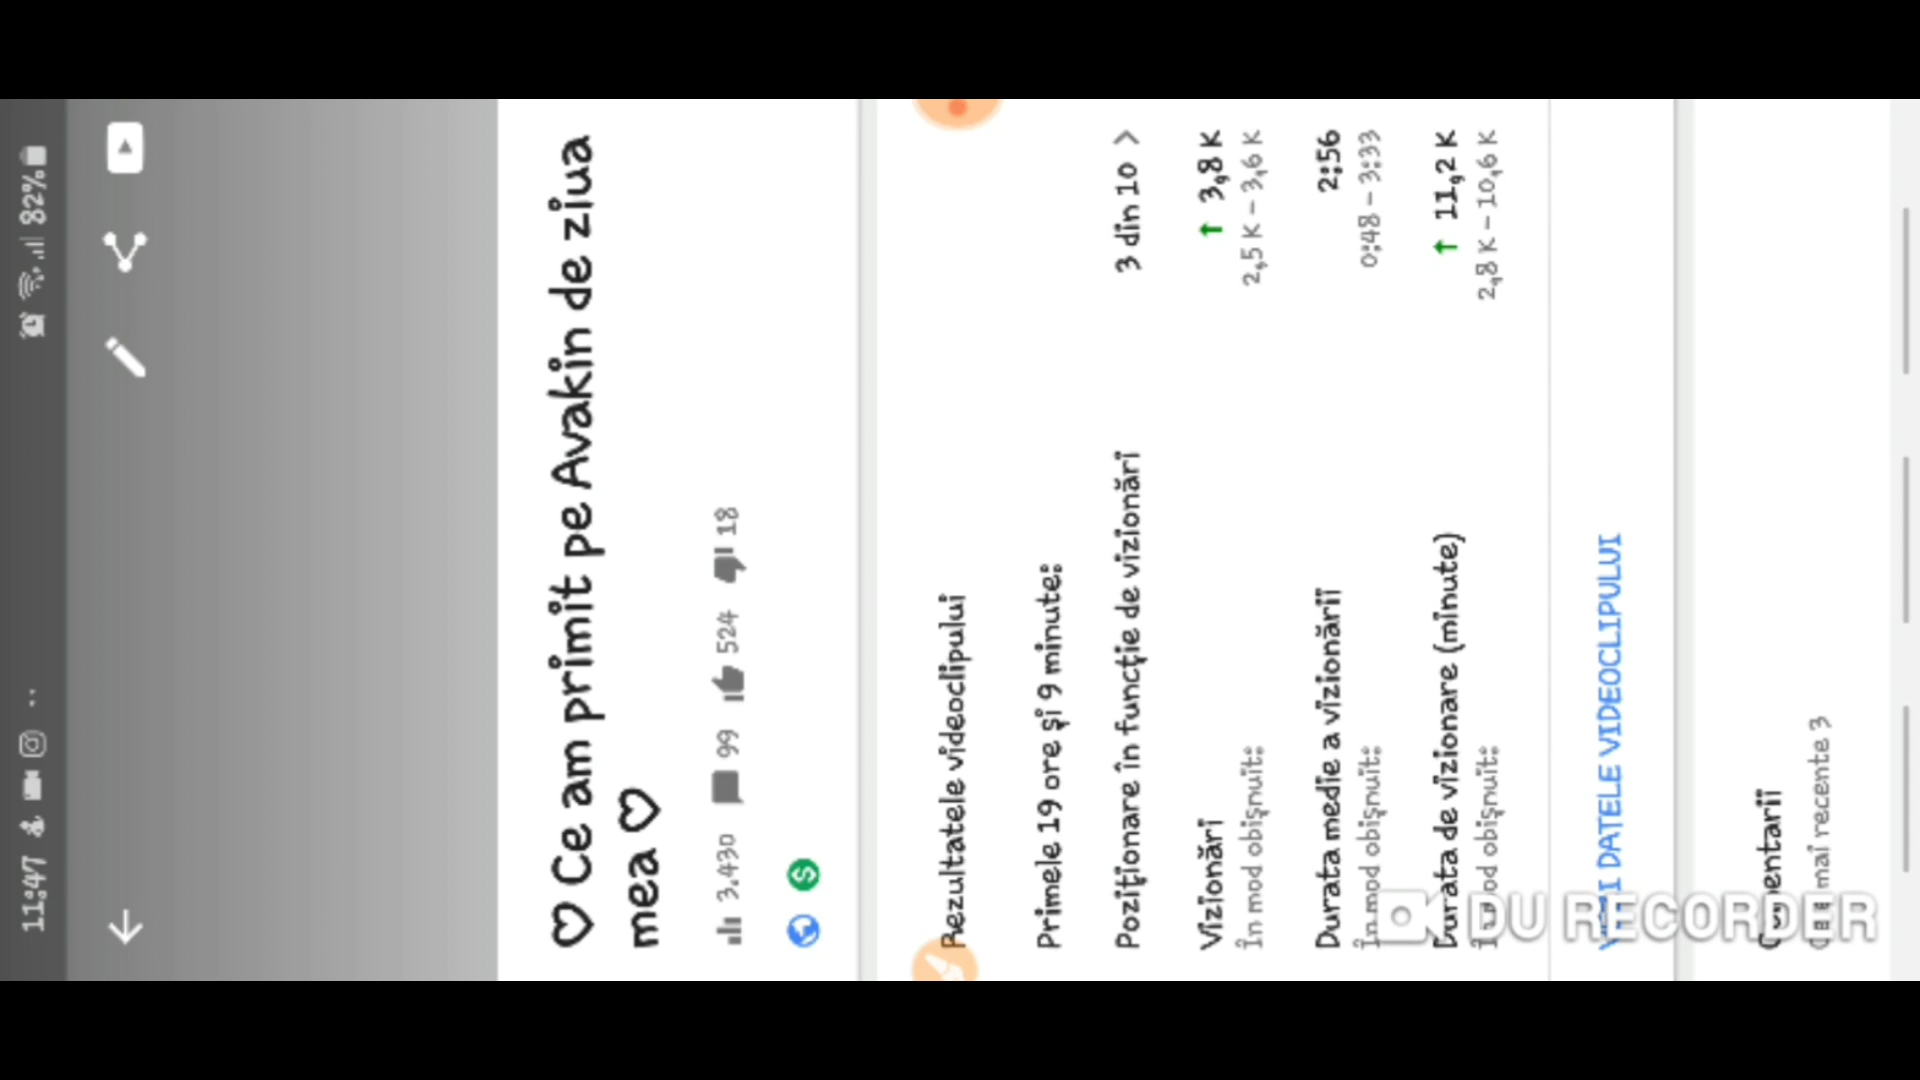 11:47
82%
♡ Ce am primit pe Avakin de ziua
mea ♡
3.430 99 524 18
Rezultatele videoclipului
Primele 19 ore și 9 minute:
Poziționare în funcție de vizionări 3 din 10 >
Vizionări ↑ 3,8 K
În mod obișnuit: 2,5 K – 3,6 K
Durata medie a vizionării 2:56
În mod obișnuit: 0:48 – 3:33
Durata de vizionare (minute) ↑ 11,2 K
În mod obișnuit: 2,8 K – 10,6 K
VEZI DATELE VIDEOCLIPULUI
Comentarii
mai recente 3
DU RECORDER